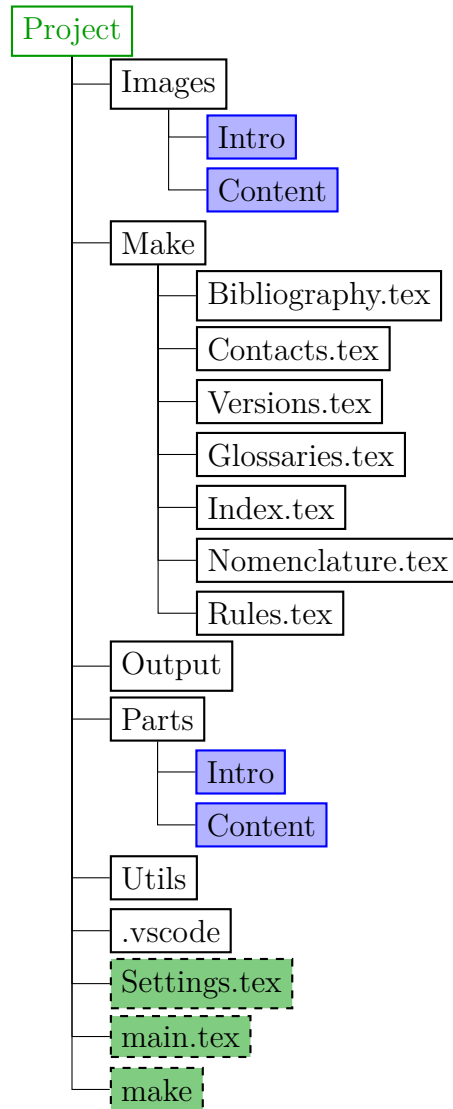 Project
Images
Intro
Content
Make
Bibliography.tex
Contacts.tex
Versions.tex
Glossaries.tex
Index.tex
Nomenclature.tex
Rules.tex
Output
Parts
Intro
Content
Utils
.vscode
Settings.tex
main.tex
make